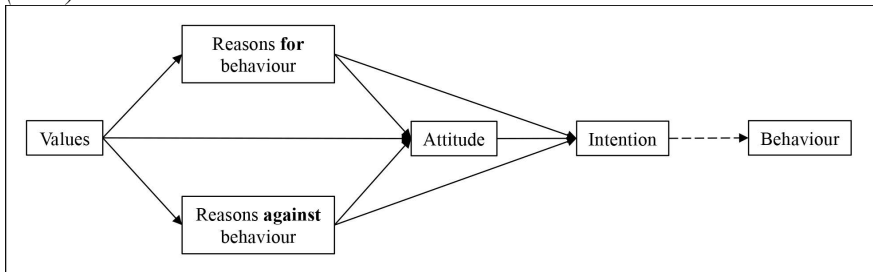 Reasons for
behaviour
Values
Attitude
Intention
Behaviour
Reasons against
behaviour